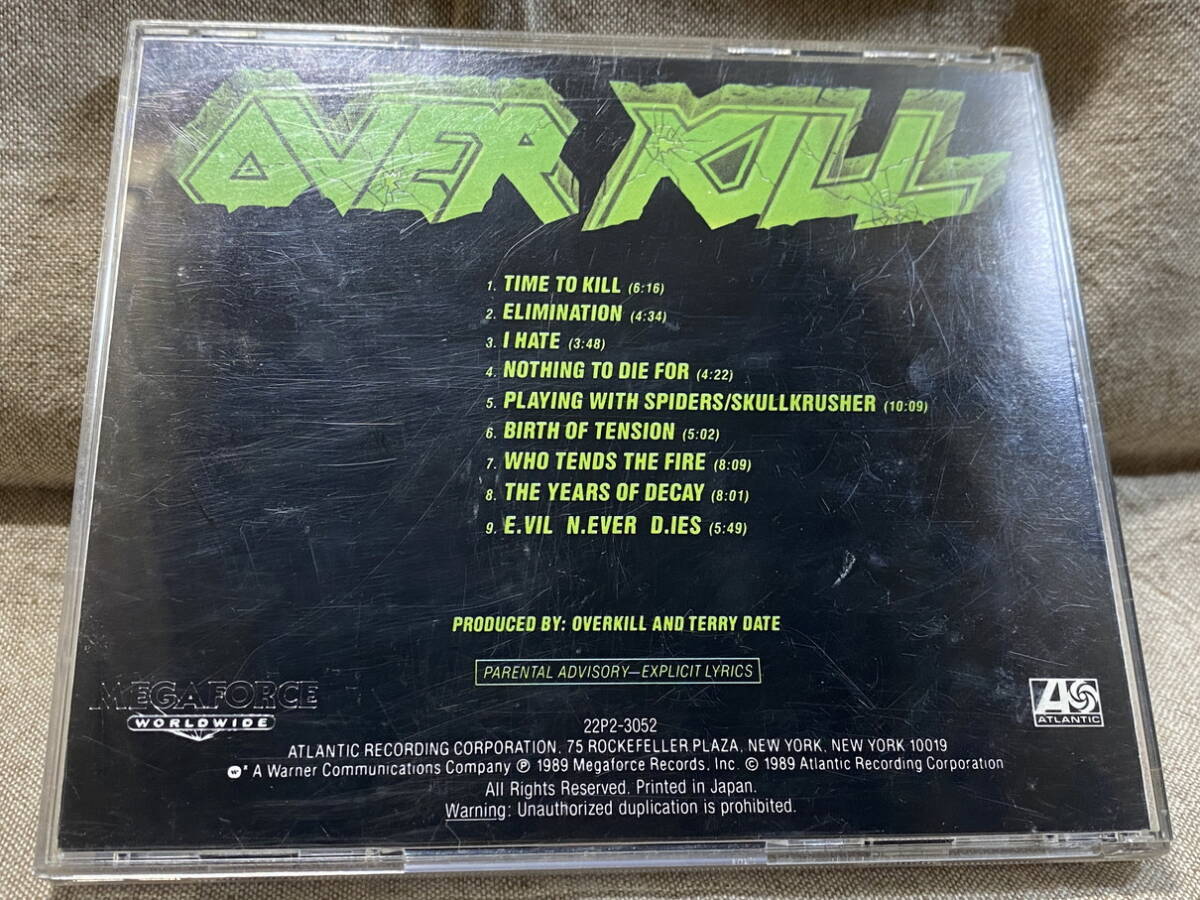 OVER KILL
1. TIME TO KILL (6:16)
2. ELIMINATION (4:34)
3. I HATE (3:48)
4. NOTHING TO DIE FOR (4:22)
5. PLAYING WITH SPIDERS/SKULLKRUSHER (10:09)
6. BIRTH OF TENSION (5:02)
7. WHO TENDS THE FIRE (8:09)
8. THE YEARS OF DECAY (8:01)
9. E.VIL N.EVER D.IES (5:49)
PRODUCED BY: OVERKILL AND TERRY DATE
PARENTAL ADVISORY—EXPLICIT LYRICS
MEGAFORCE
WORLDWIDE
ATLANTIC
22P2-3052
ATLANTIC RECORDING CORPORATION, 75 ROCKEFELLER PLAZA, NEW YORK, NEW YORK 10019
A Warner Communications Company ℗ 1989 Megaforce Records, Inc. © 1989 Atlantic Recording Corporation
All Rights Reserved. Printed in Japan.
Warning: Unauthorized duplication is prohibited.